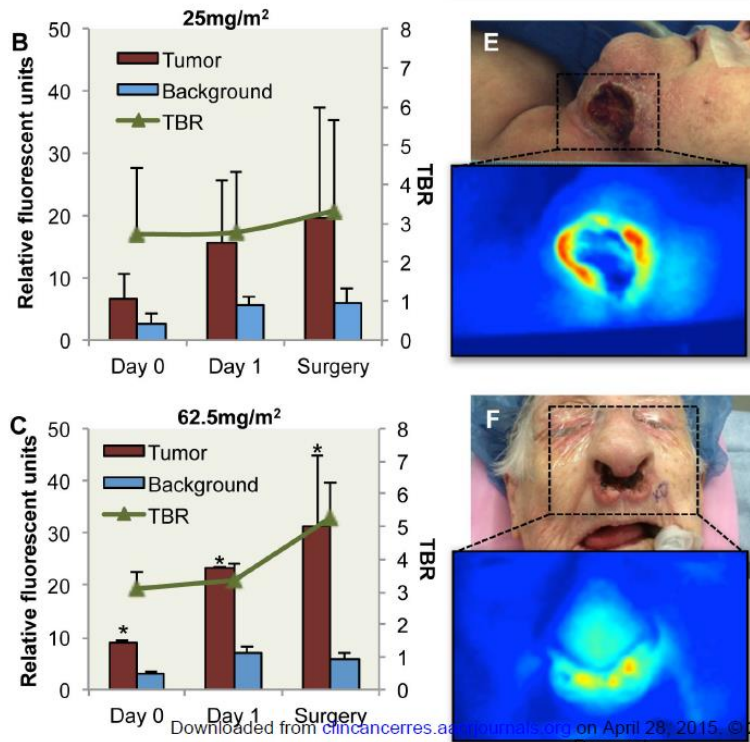 25mg/m²
B
50
40
30
20
10
0
Relative fluorescent units
Tumor
Background
TBR
8
7
6
5
4
3
2
1
0
TBR
Day 0 Day 1 Surgery
E
62.5mg/m²
C
50
40
30
20
10
0
Relative fluorescent units
Tumor
Background
TBR
*
*
*
8
7
6
5
4
3
2
1
0
TBR
Day 0 Day 1 Surgery
F
Downloaded from clincancerres.aacrjournals.org on April 28, 2015. ©